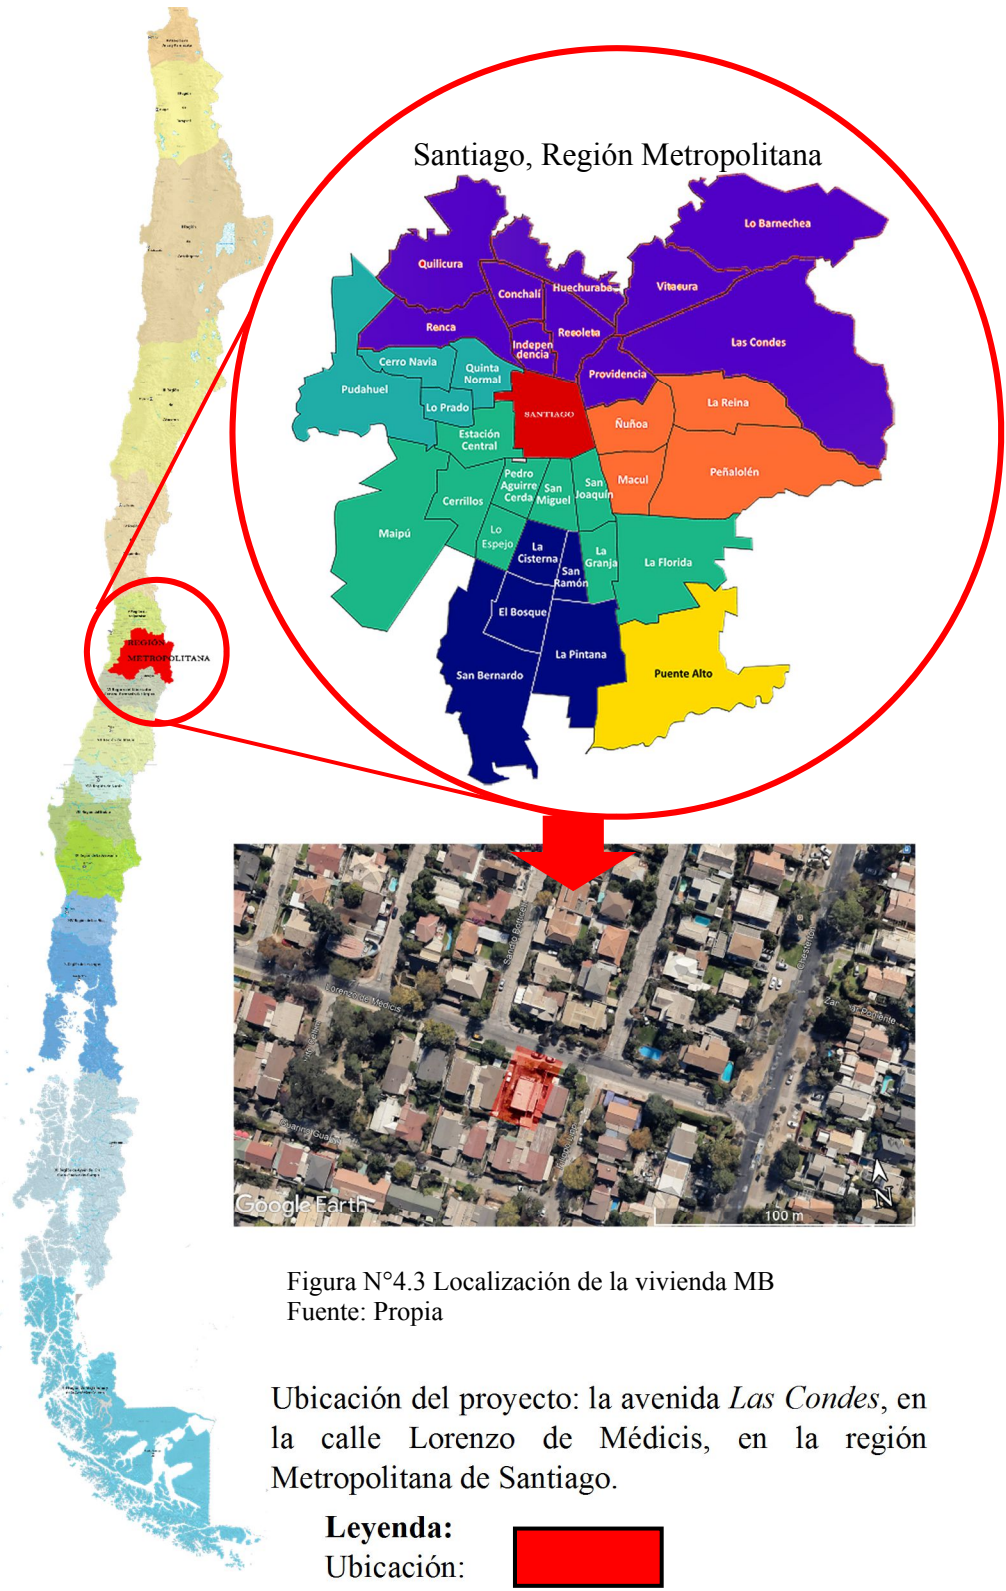 Santiago, Región Metropolitana
Lo Barnechea
Quilicura
Vitacura
Conchalí
Huechuraba
Renca
Recoleta
Indepen
dencia
Las Condes
Cerro Navia
Quinta
Normal
Providencia
Pudahuel
La Reina
Lo Prado
SANTIAGO
Ñuñoa
Estación
Central
Peñalolén
Pedro
Aguirre
Cerda
San
Miguel
San
Joaquín
Macul
Cerrillos
Maipú
Lo
Espejo
La
Cisterna
La
Granja
La Florida
San
Ramón
El Bosque
La Pintana
Puente Alto
San Bernardo
REGIÓN
METROPOLITANA
Lorenzo de Médicis
Chesterton
Google Earth
100 m
N
Figura N°4.3 Localización de la vivienda MB
Fuente: Propia
Ubicación del proyecto: la avenida Las Condes, en
la calle Lorenzo de Médicis, en la región
Metropolitana de Santiago.
Leyenda:
Ubicación: